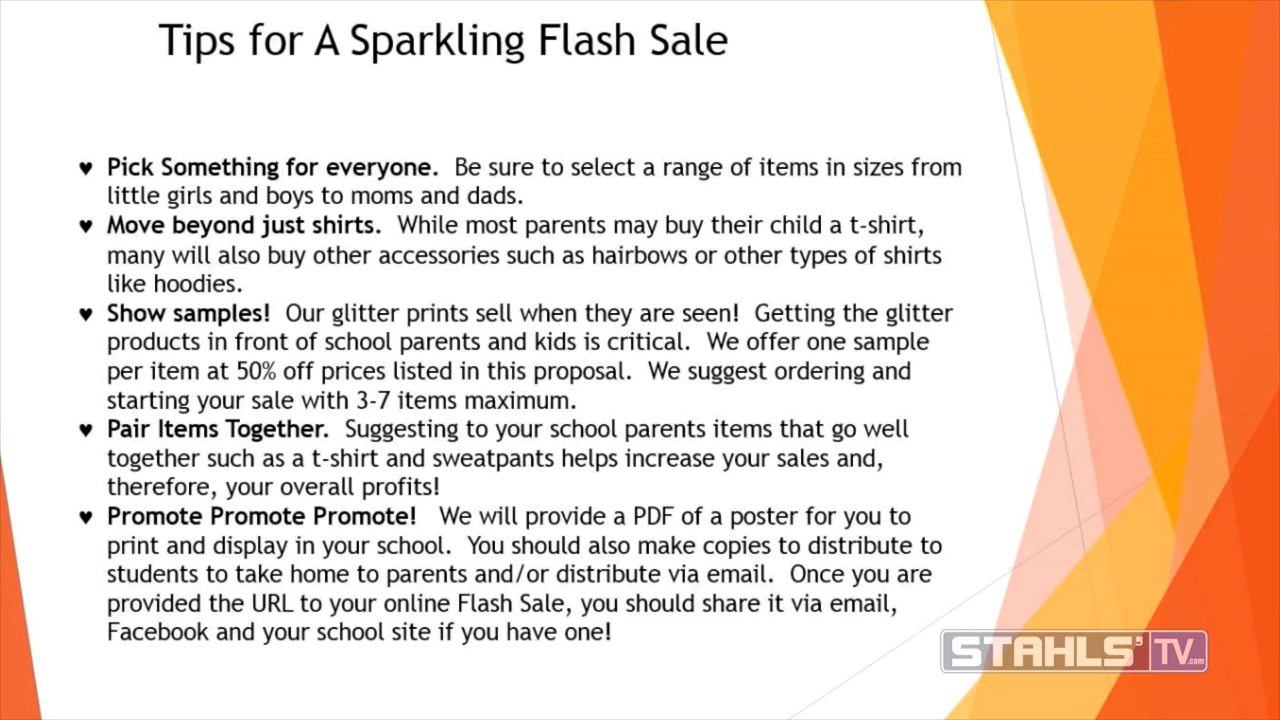 Tips for A Sparkling Flash Sale
♥ Pick Something for everyone. Be sure to select a range of items in sizes from
little girls and boys to moms and dads.
♥ Move beyond just shirts. While most parents may buy their child a t-shirt,
many will also buy other accessories such as hairbows or other types of shirts
like hoodies.
♥ Show samples! Our glitter prints sell when they are seen! Getting the glitter
products in front of school parents and kids is critical. We offer one sample
per item at 50% off prices listed in this proposal. We suggest ordering and
starting your sale with 3-7 items maximum.
♥ Pair Items Together. Suggesting to your school parents items that go well
together such as a t-shirt and sweatpants helps increase your sales and,
therefore, your overall profits!
♥ Promote Promote Promote! We will provide a PDF of a poster for you to
print and display in your school. You should also make copies to distribute to
students to take home to parents and/or distribute via email. Once you are
provided the URL to your online Flash Sale, you should share it via email,
Facebook and your school site if you have one!
STAHLS' TV.com